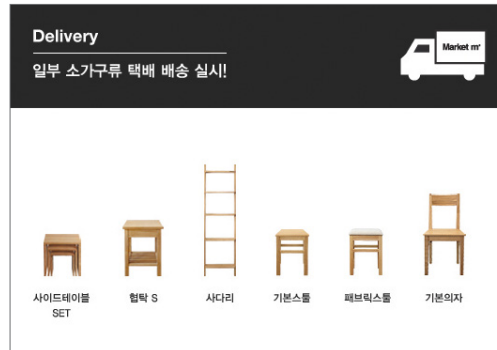 Delivery
Market m²
일부 소가구류 택배 배송 실시!
사이드테이블
SET
협탁 S
사다리
기본스툴
패브릭스툴
기본의자